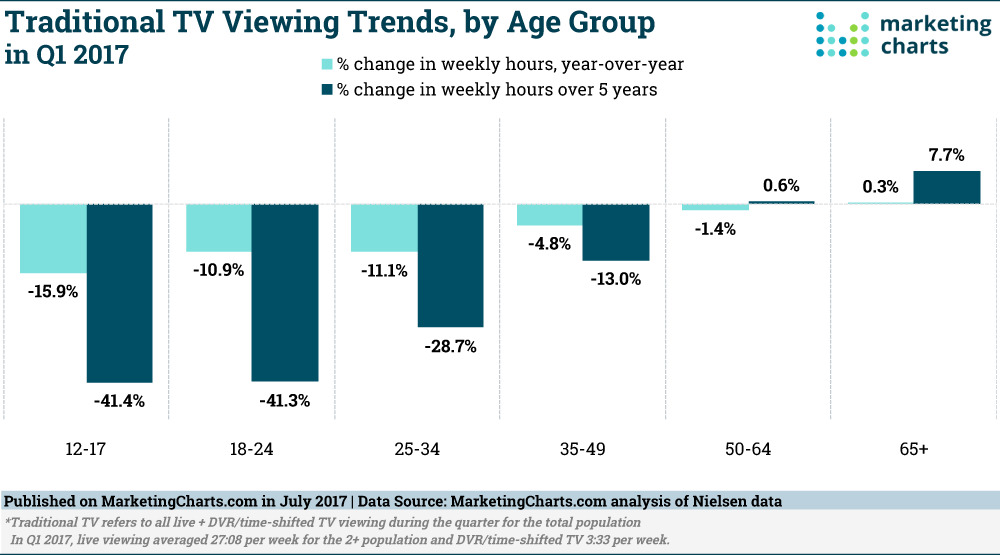 Traditional TV Viewing Trends, by Age Group
in Q1 2017
marketing
charts
% change in weekly hours, year-over-year
% change in weekly hours over 5 years
-15.9%
-41.4%
-10.9%
-41.3%
-11.1%
-28.7%
-4.8%
-13.0%
-1.4%
0.6%
0.3%
7.7%
12-17
18-24
25-34
35-49
50-64
65+
Published on MarketingCharts.com in July 2017 | Data Source: MarketingCharts.com analysis of Nielsen data
*Traditional TV refers to all live + DVR/time-shifted TV viewing during the quarter for the total population
In Q1 2017, live viewing averaged 27:08 per week for the 2+ population and DVR/time-shifted TV 3:33 per week.